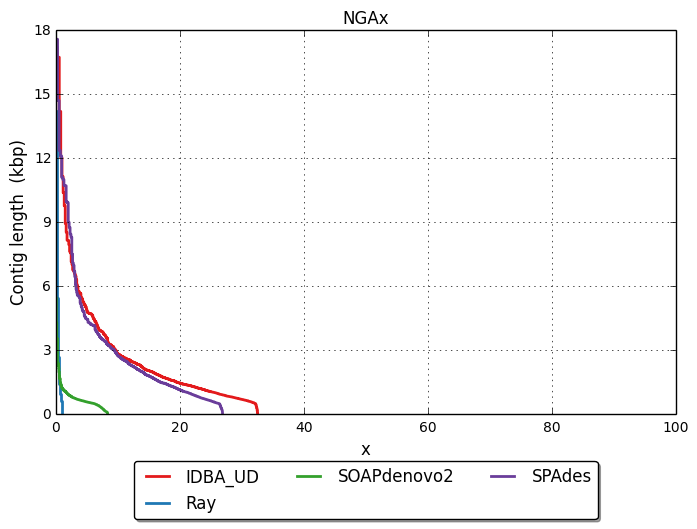 NGAx
18
15
12
9
6
3
0
Contig length (kbp)
0 20 40 60 80 100
x
IDBA_UD SOAPdenovo2 SPAdes
Ray